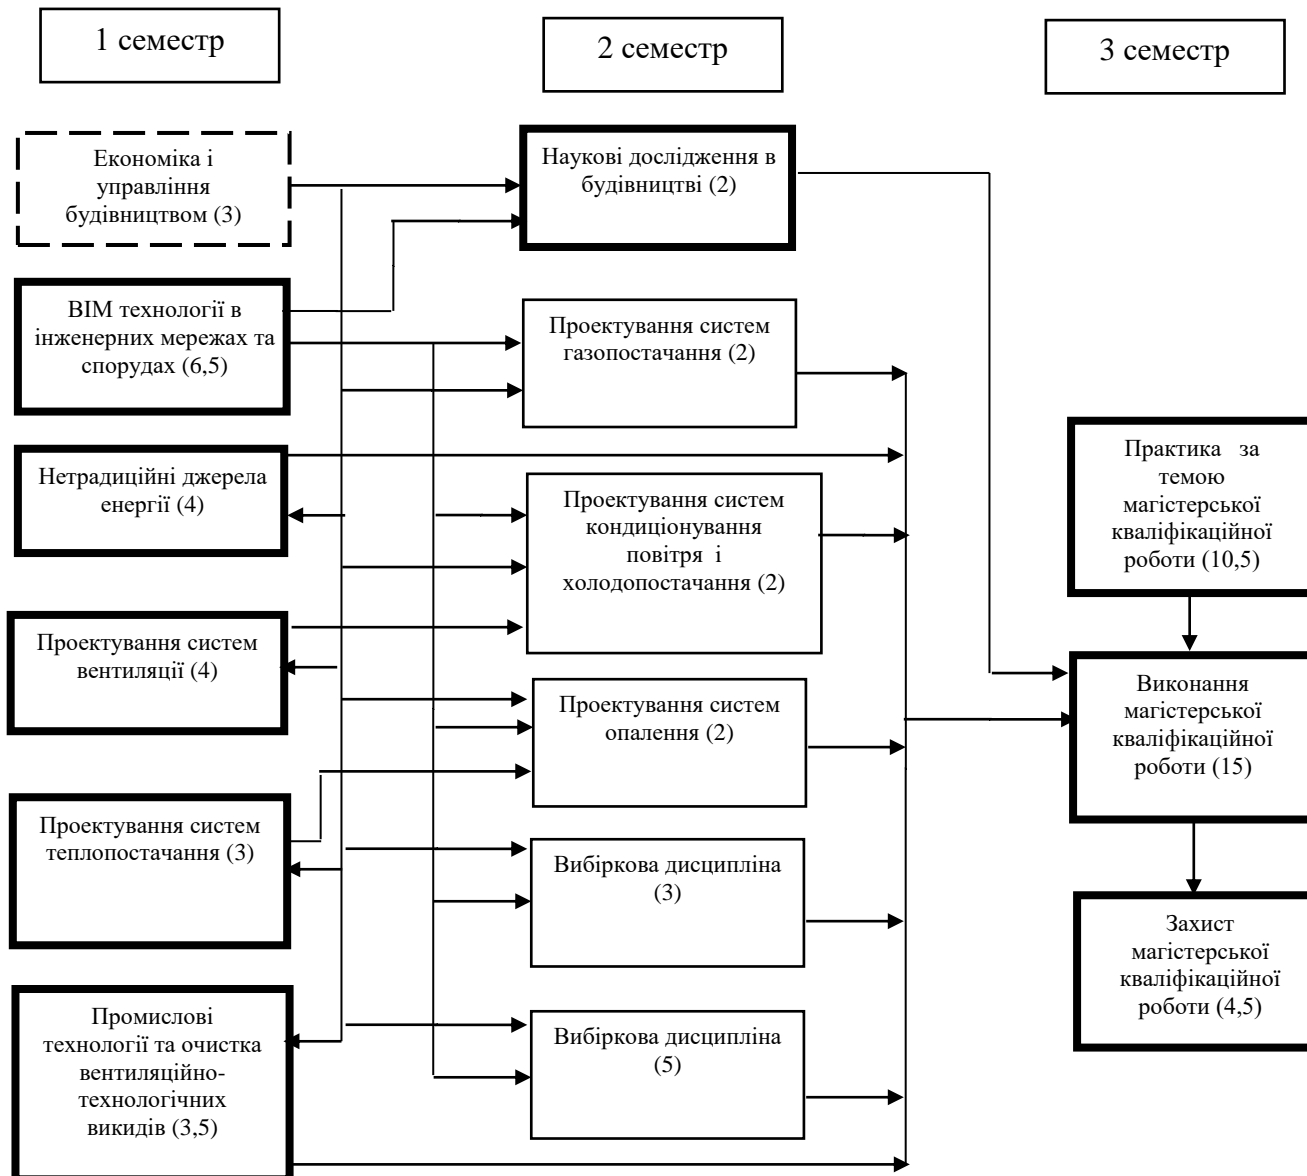 1 семестр
2 семестр
3 семестр
Економіка і
управління
будівництвом (3)
ВІМ технології в
інженерних мережах та
спорудах (6,5)
Нетрадиційні джерела
енергії (4)
Проектування систем
вентиляції (4)
Проектування систем
теплопостачання (3)
Промислові
технології та очистка
вентиляційно-
технологічних
викидів (3,5)
Наукові дослідження в
будівництві (2)
Проектування систем
газопостачання (2)
Проектування систем
кондиціонування
повітря і
холодопостачання (2)
Проектування систем
опалення (2)
Вибіркова дисципліна
(3)
Вибіркова дисципліна
(5)
Практика за
темою
магістерської
кваліфікаційної
роботи (10,5)
Виконання
магістерської
кваліфікаційної
роботи (15)
Захист
магістерської
кваліфікаційної
роботи (4,5)